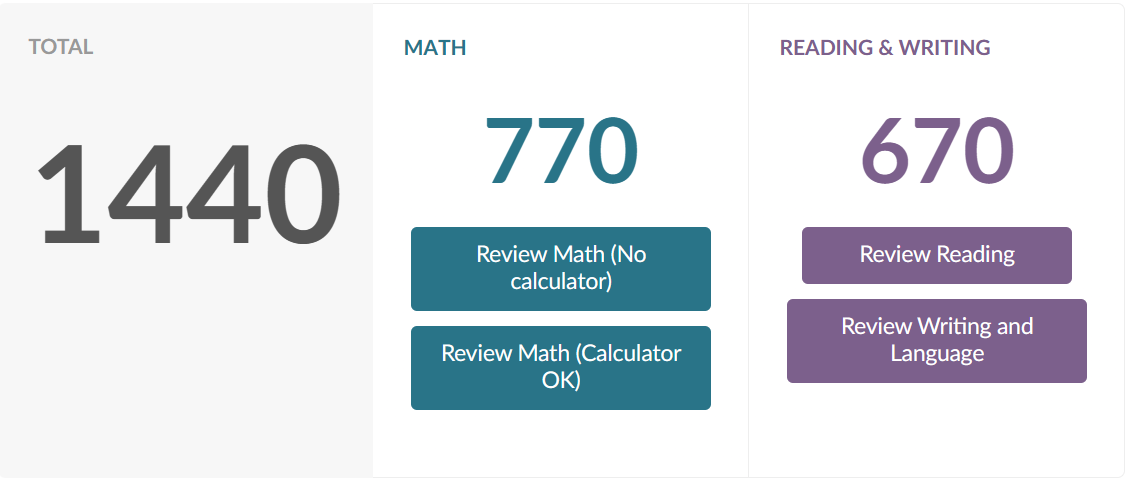 TOTAL
1440
MATH
770
Review Math (No
calculator)
Review Math (Calculator
OK)
READING & WRITING
670
Review Reading
Review Writing and
Language